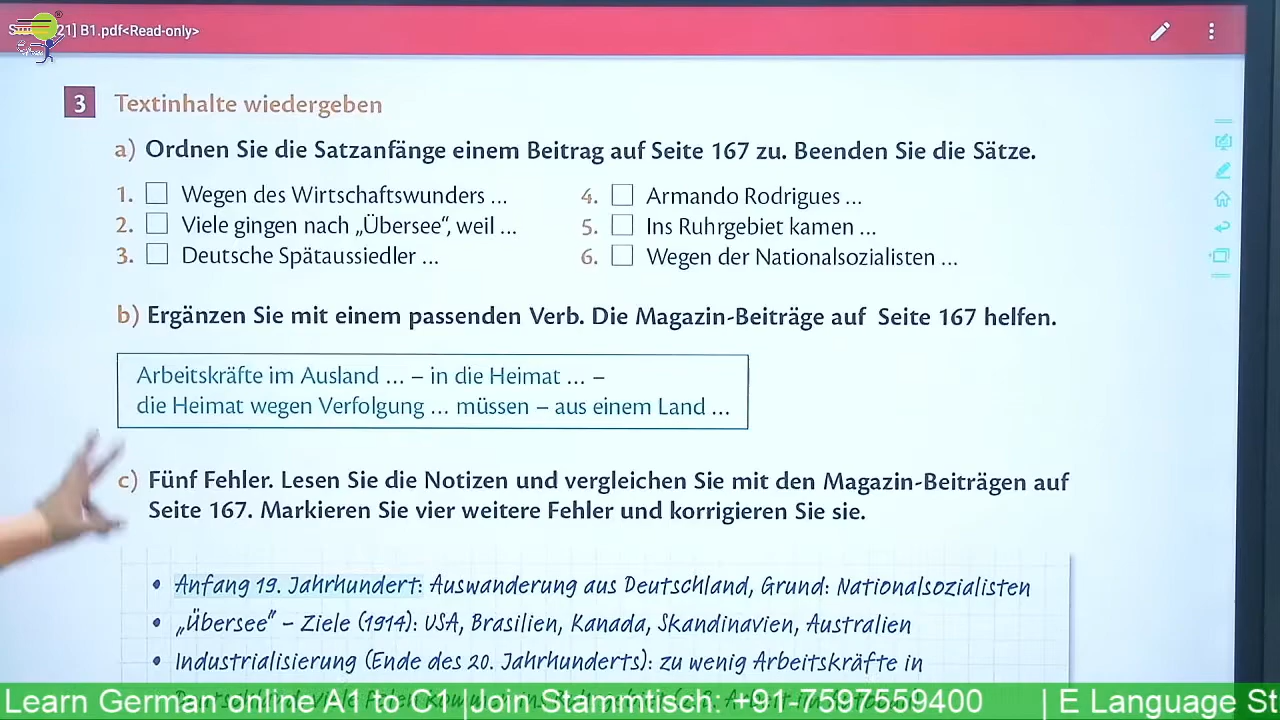 21] B1.pdf<Read-only>
3 Textinhalte wiedergeben
a) Ordnen Sie die Satzanfänge einem Beitrag auf Seite 167 zu. Beenden Sie die Sätze.
1. Wegen des Wirtschaftswunders ...
2. Viele gingen nach „Übersee“, weil ...
3. Deutsche Spätaussiedler ...
4. Armando Rodrigues ...
5. Ins Ruhrgebiet kamen ...
6. Wegen der Nationalsozialisten ...
b) Ergänzen Sie mit einem passenden Verb. Die Magazin-Beiträge auf Seite 167 helfen.
Arbeitskräfte im Ausland ... – in die Heimat ... –
die Heimat wegen Verfolgung ... müssen – aus einem Land ...
c) Fünf Fehler. Lesen Sie die Notizen und vergleichen Sie mit den Magazin-Beiträgen auf
Seite 167. Markieren Sie vier weitere Fehler und korrigieren Sie sie.
• Anfang 19. Jahrhundert: Auswanderung aus Deutschland, Grund: Nationalsozialisten
• „Übersee“ – Ziele (1914): USA, Brasilien, Kanada, Skandinavien, Australien
• Industrialisierung (Ende des 20. Jahrhunderts): zu wenig Arbeitskräfte in
Learn German online A1 to C1 |Join Stammtisch: +91-7597559400 | E Language St